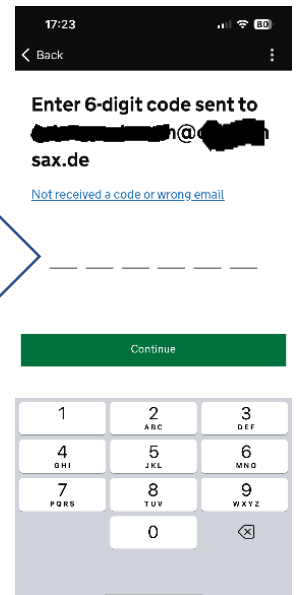 17:23
80
Back
Enter 6-digit code sent to
@
sax.de
Not received a code or wrong email
Continue
1
2
ABC
3
DEF
4
GHI
5
JKL
6
MNO
7
PQRS
8
TUV
9
WXYZ
0